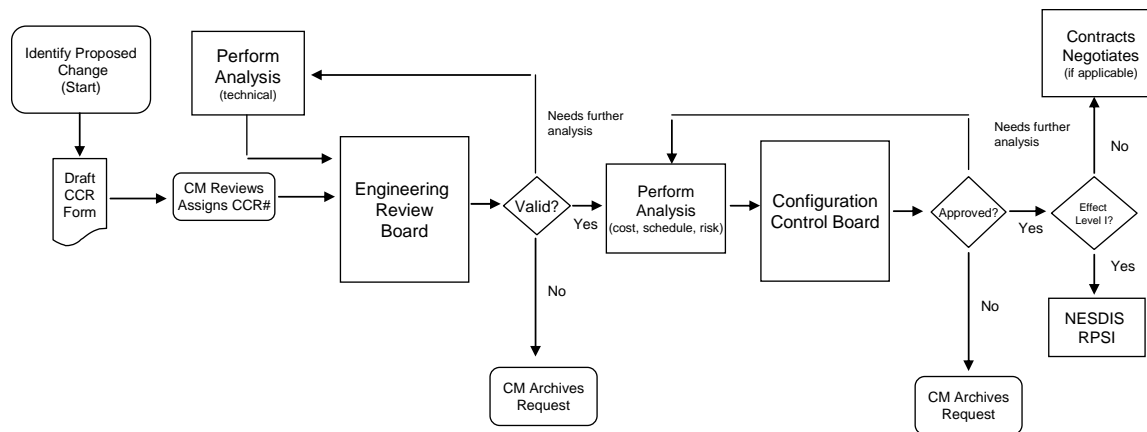 Identify Proposed
Change
(Start)
Draft
CCR
Form
CM Reviews
Assigns CCR#
Perform
Analysis
(technical)
Engineering
Review
Board
Needs further
analysis
Valid?
Yes
No
CM Archives
Request
Perform
Analysis
(cost, schedule, risk)
Configuration
Control Board
Needs further
analysis
Approved?
Yes
No
CM Archives
Request
Effect
Level I?
No
Contracts
Negotiates
(if applicable)
Yes
NESDIS
RPSI